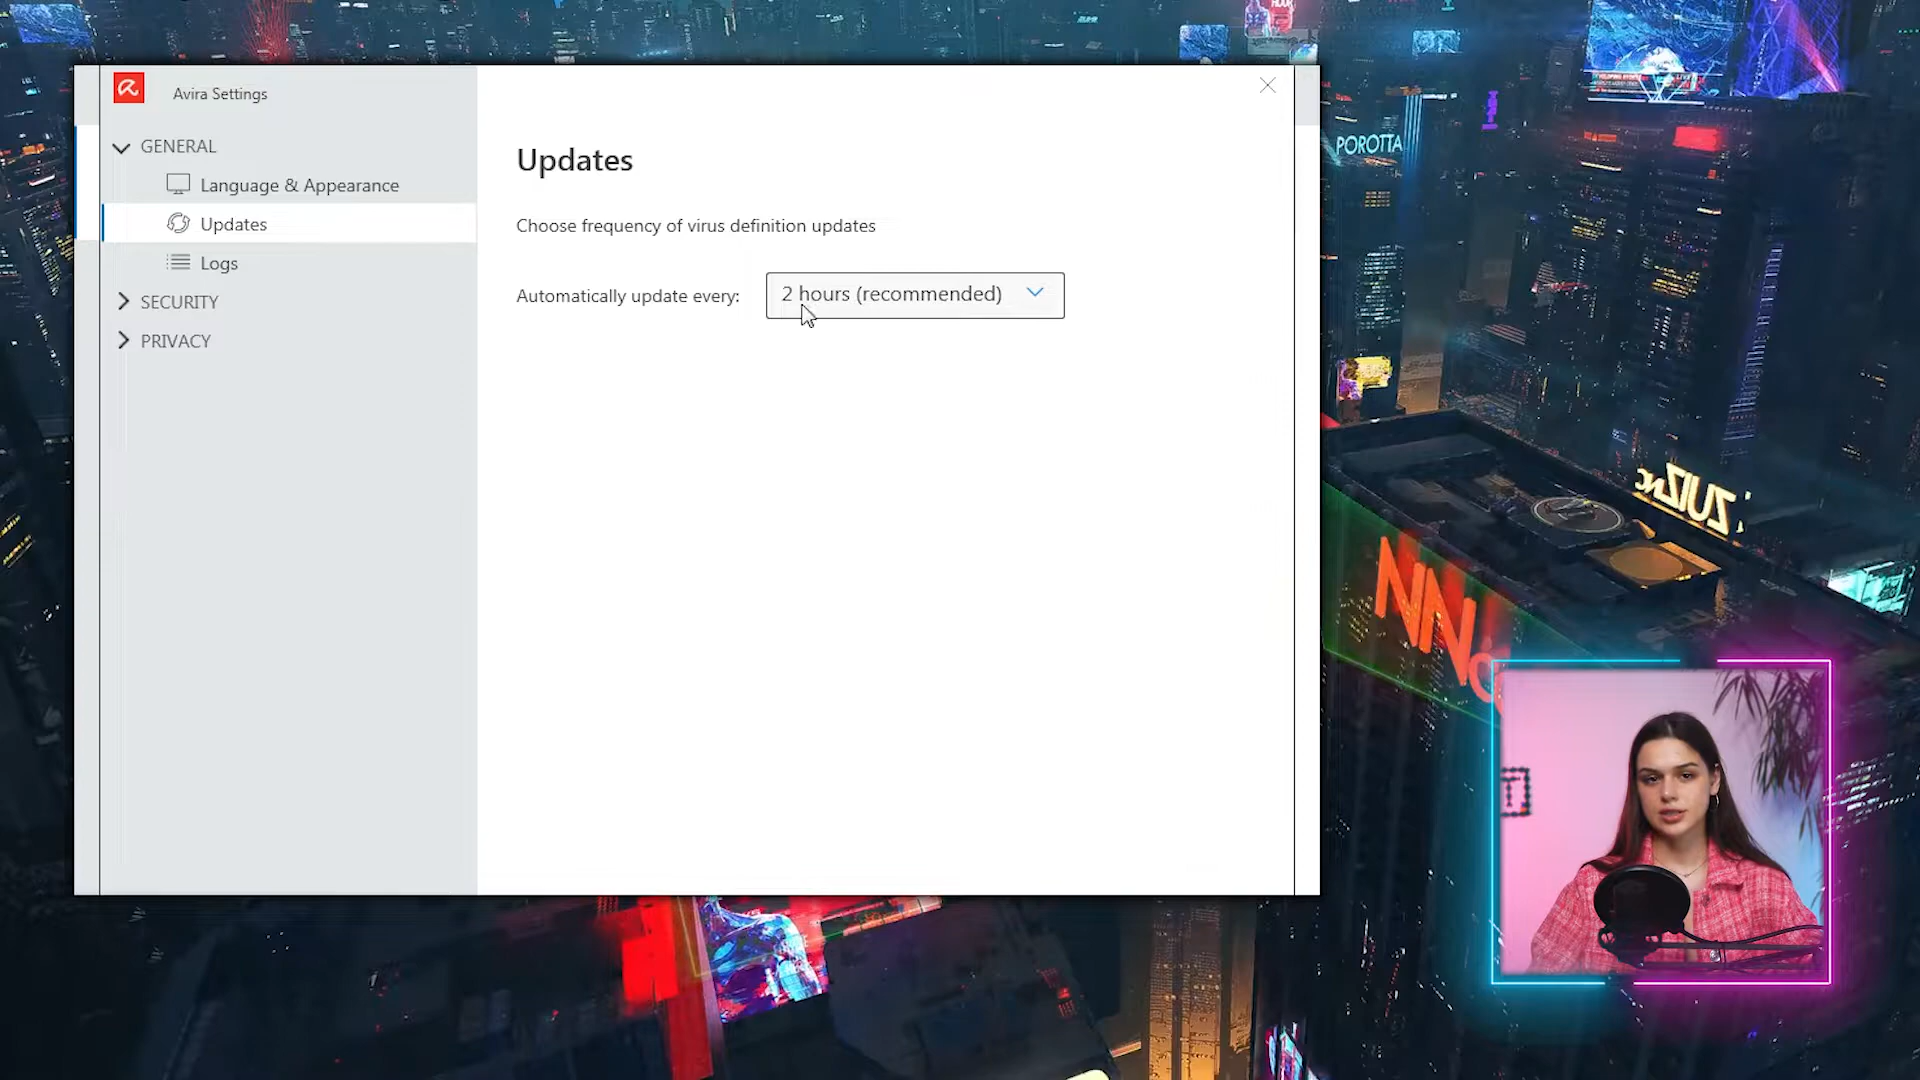 Avira Settings
GENERAL
Language & Appearance
Updates
Logs
SECURITY
PRIVACY
Updates
Choose frequency of virus definition updates
Automatically update every:
2 hours (recommended)
POROTTA